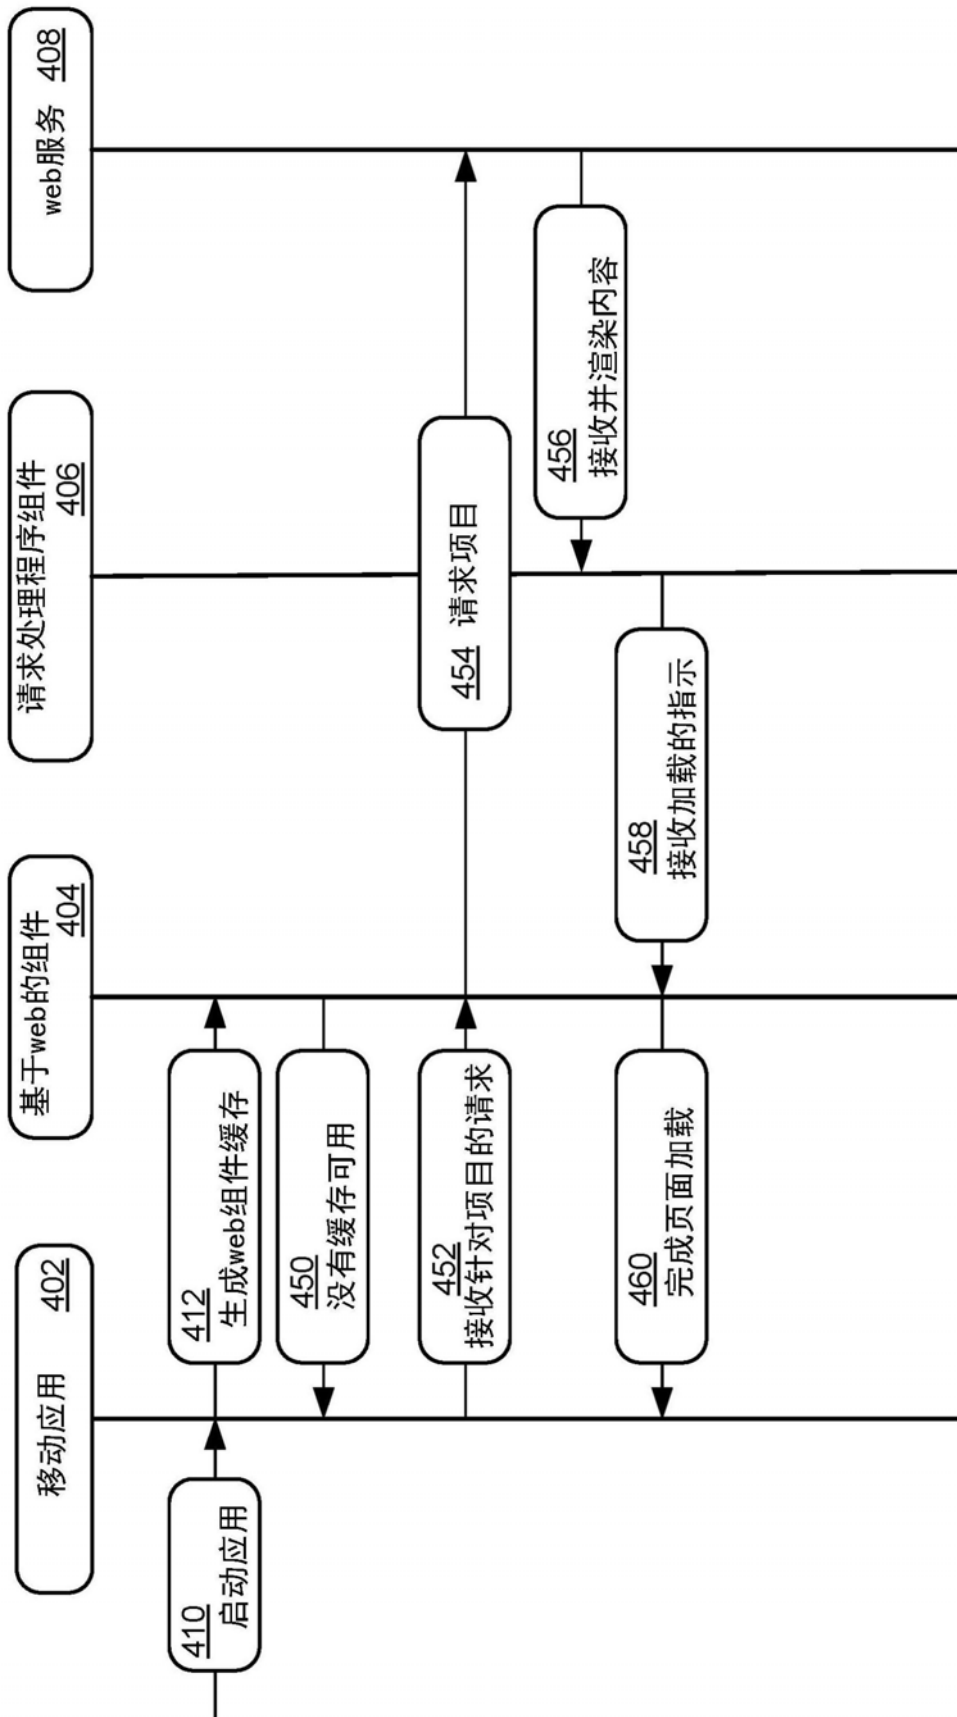 移动应用 402
基于web的组件
404
请求处理程序组件
406
web服务 408
410
启动应用
412
生成web组件缓存
450
没有缓存可用
452
接收针对项目的请求
454 请求项目
456
接收并渲染内容
458
接收加载的指示
460
完成页面加载